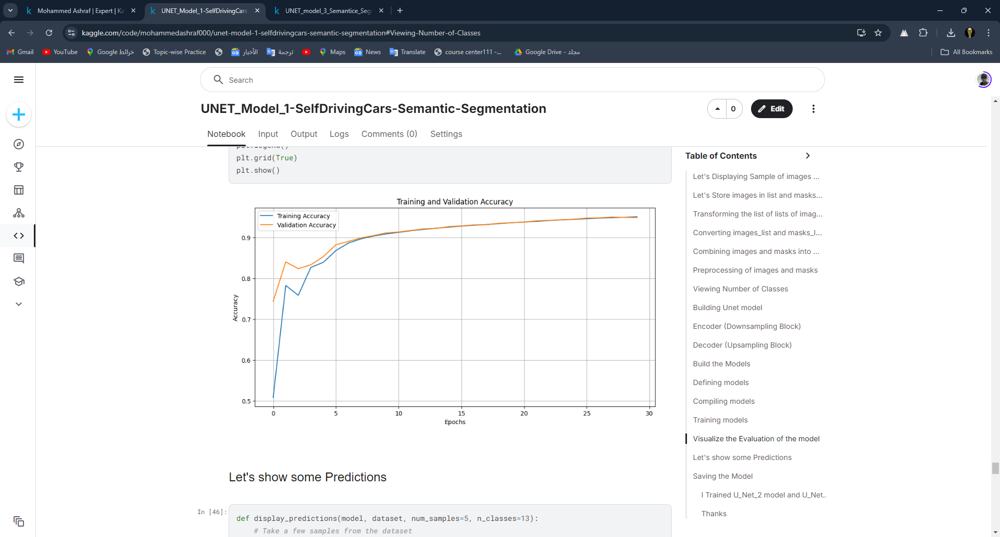 Mohammed Ashraf | Expert | Ka
UNET_Model_1-SelfDrivingCars-
UNET_model_3_Semantice_Seg
kaggle.com/code/mohammedashraf000/unet-model-1-selfdrivingcars-semantic-segmentation#Viewing-Number-of-Classes
Gmail
YouTube
خرائط Google
Topic-wise Practice
الأخبار
ترجمة
Maps
News
Translate
course center111 -...
Google Drive - مجلد
All Bookmarks
Search
UNET_Model_1-SelfDrivingCars-Semantic-Segmentation
0
Edit
Notebook
Input
Output
Logs
Comments (0)
Settings
plt.legend()
plt.grid(True)
plt.show()
Training and Validation Accuracy
Training Accuracy
Validation Accuracy
0.9
0.8
0.7
0.6
0.5
Accuracy
0 5 10 15 20 25 30
Epochs
Let's show some Predictions
In [46]:
def display_predictions(model, dataset, num_samples=5, n_classes=13):
# Take a few samples from the dataset
Table of Contents
Let's Displaying Sample of images ...
Let's Store images in list and masks...
Transforming the list of lists of imag...
Converting images_list and masks_l...
Combining images and masks into ...
Preprocessing of images and masks
Viewing Number of Classes
Building Unet model
Encoder (Downsampling Block)
Decoder (Upsampling Block)
Build the Models
Defining models
Compiling models
Training models
Visualize the Evaluation of the model
Let's show some Predictions
Saving the Model
I Trained U_Net_2 model and U_Net..
Thanks